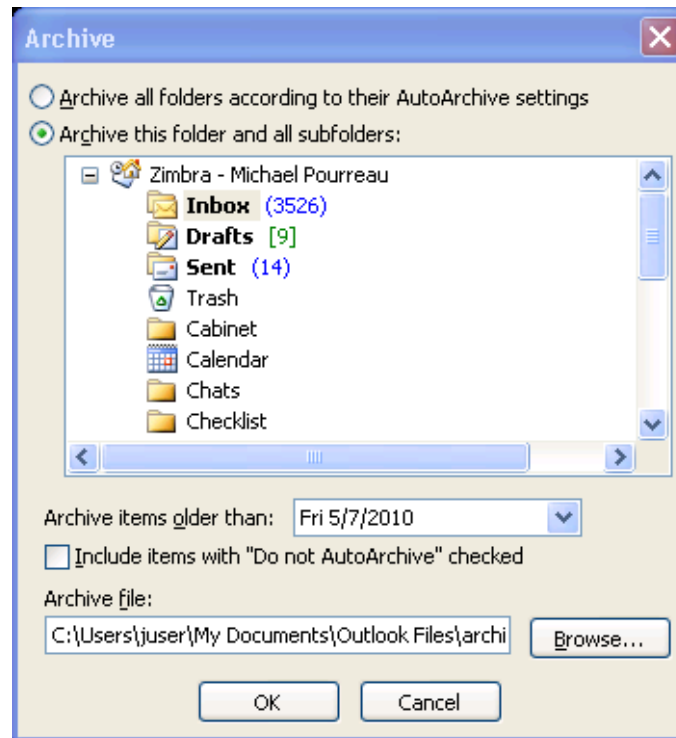 Archive
Archive all folders according to their AutoArchive settings
Archive this folder and all subfolders:
Zimbra - Michael Pourreau
Inbox (3526)
Drafts [9]
Sent (14)
Trash
Cabinet
Calendar
Chats
Checklist
Archive items older than: Fri 5/7/2010
Include items with "Do not AutoArchive" checked
Archive file:
C:\Users\juser\My Documents\Outlook Files\archi Browse...
OK Cancel